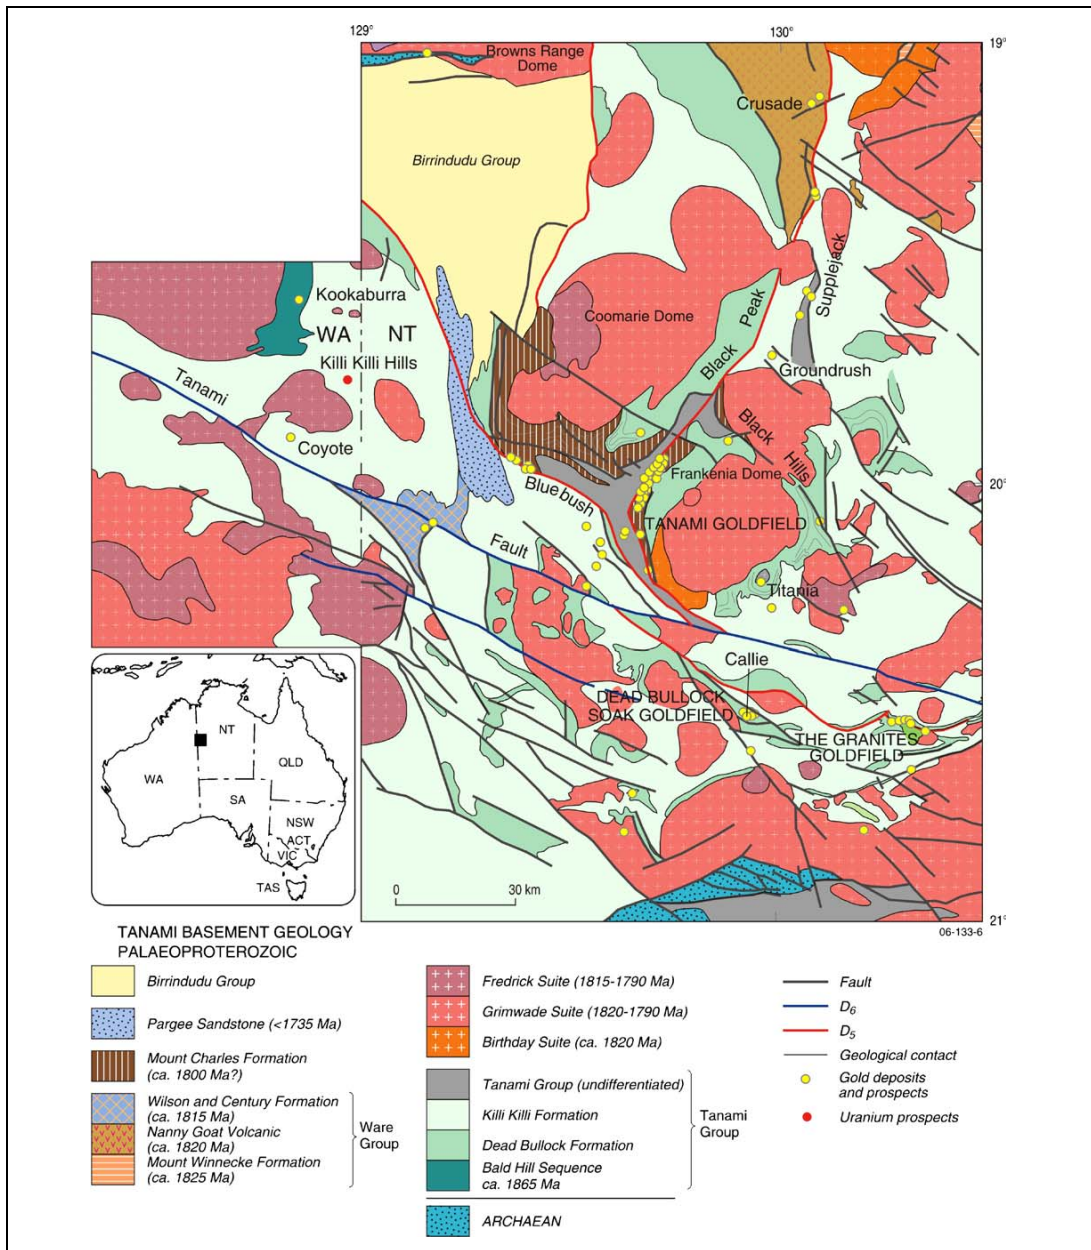 129°
130°
19°
Browns Range
Dome
Crusade
Birrindudu Group
Supplejack
Kookaburra
WA NT
Killi Killi Hills
Coomarie Dome
Black Peak
Groundrush
Tanami
Coyote
Black Hills
Frankenia Dome
20°
Bluebush
TANAMI GOLDFIELD
Fault
Titania
Callie
DEAD BULLOCK
SOAK GOLDFIELD
THE GRANITES
GOLDFIELD
NT
WA
QLD
SA
NSW
ACT
VIC
TAS
0 30 km
21°
06-133-6
TANAMI BASEMENT GEOLOGY
PALAEOPROTEROZOIC
Birrindudu Group
Pargee Sandstone (<1735 Ma)
Mount Charles Formation
(ca. 1800 Ma?)
Wilson and Century Formation
(ca. 1815 Ma)
Nanny Goat Volcanic
(ca. 1820 Ma)
Mount Winnecke Formation
(ca. 1825 Ma)
Ware
Group
Fredrick Suite (1815-1790 Ma)
Grimwade Suite (1820-1790 Ma)
Birthday Suite (ca. 1820 Ma)
Tanami Group (undifferentiated)
Killi Killi Formation
Dead Bullock Formation
Bald Hill Sequence
ca. 1865 Ma
Tanami
Group
ARCHAEAN
Fault
D6
D5
Geological contact
Gold deposits
and prospects
Uranium prospects